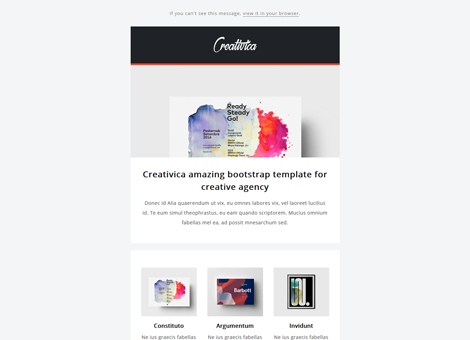 If you can't see this message, view it in your browser.
Creativica
Ready
Steady
Go!
Creativica amazing bootstrap template for
creative agency
Donec id Alia quaerendum ut vix, eu omnes labores vix, vel laoreet lucilius
id. Te eum simul theophrastus, eu eam quando scriptorem. Mucius omnium
fabellas mel ea, ad possit mnesarchum sed.
Barbott
Constituto
Argumentum
Invidunt
Ne ius graecis fabellas
Ne ius graecis fabellas
Ne ius graecis fabellas